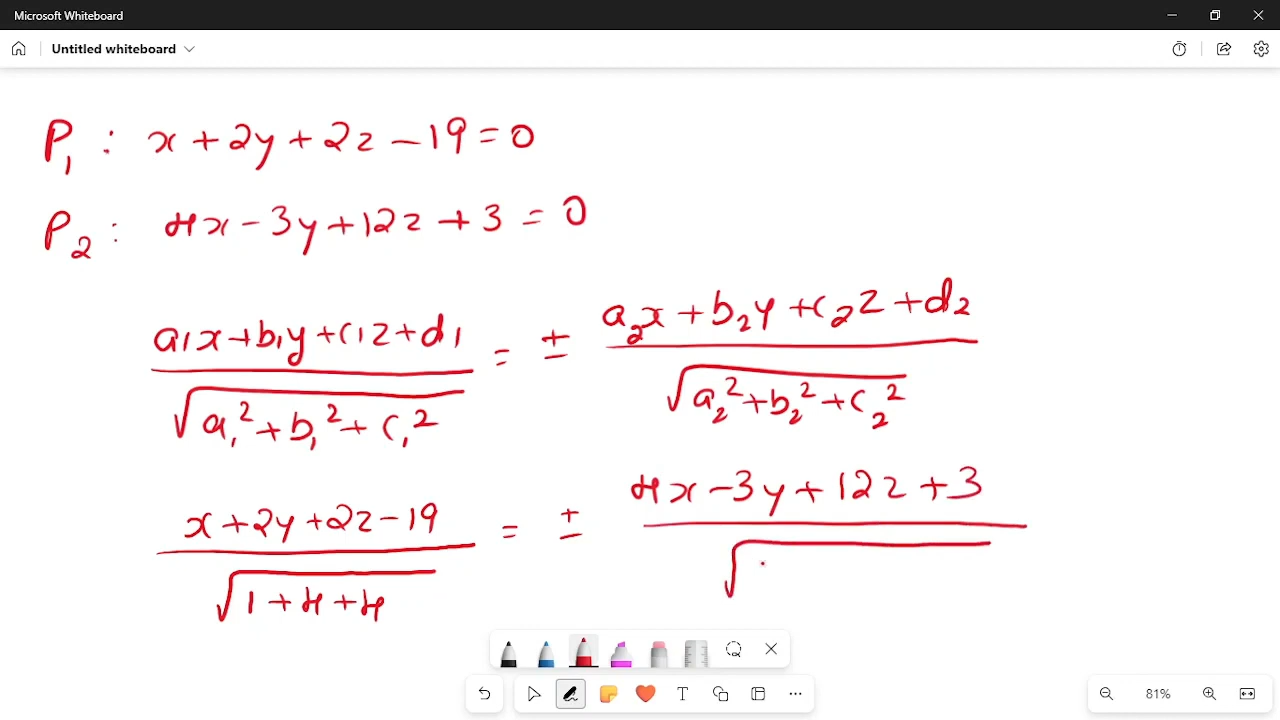 Microsoft Whiteboard
Untitled whiteboard
P₁ : x + 2y + 2z − 19 = 0
P₂ : 4x − 3y + 12z + 3 = 0
(a₁x + b₁y + c₁z + d₁) / √(a₁² + b₁² + c₁²) = ± (a₂x + b₂y + c₂z + d₂) / √(a₂² + b₂² + c₂²)
(x + 2y + 2z − 19) / √(1 + 4 + 4) = ± (4x − 3y + 12z + 3) / √
T
81%